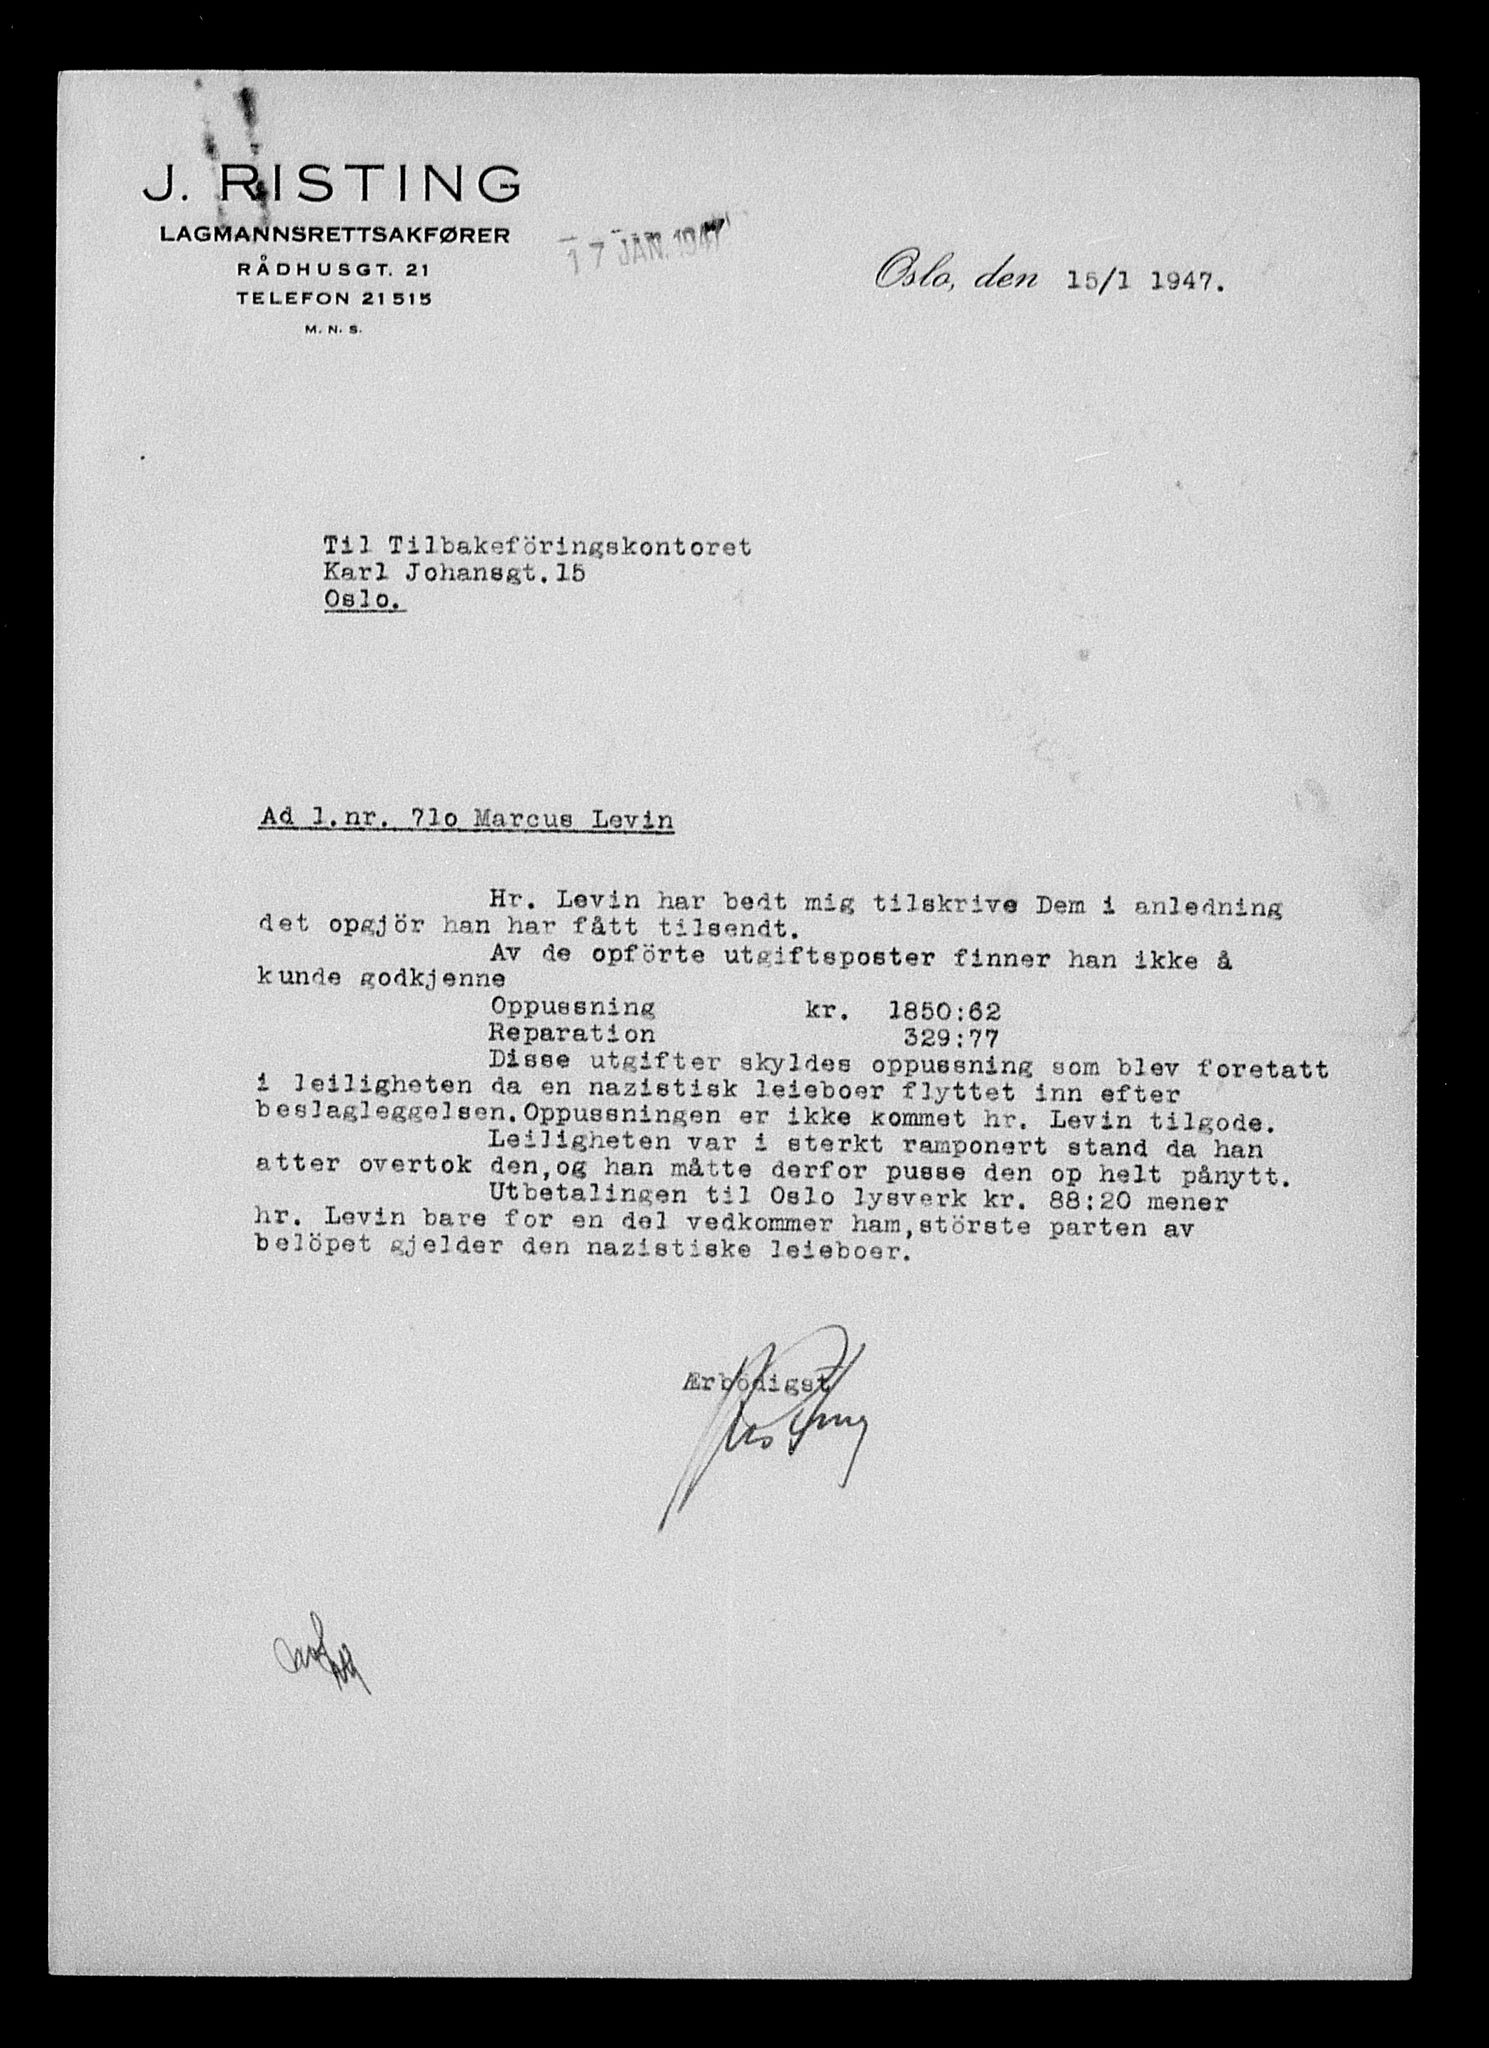 J. RISTING
LAGMANNSRETTSAKFØRER
RÅDHUSGT. 21
TELEFON 21515
M. N. S.
17 JAN. 1947
Oslo, den 15/1 1947.
Til Tilbakeföringskontoret
Karl Johansgt.15
Oslo.
Ad l.nr. 71o Marcus Levin
Hr. Levin har bedt mig tilskrive Dem i anledning
det opgjör han har fått tilsendt.
Av de opförte utgiftsposter finner han ikke å
kunde godkjenne
Oppussning kr. 1850:62
Reparation 329:77
Disse utgifter skyldes oppussning som blev foretatt
i leiligheten da en nazistisk leieboer flyttet inn efter
beslagleggelsen.Oppussningen er ikke kommet hr. Levin tilgode.
Leiligheten var i sterkt ramponert stand da han
atter overtok den,og han måtte derfor pusse den op helt pånytt.
Utbetalingen til Oslo lysverk kr. 88:20 mener
hr. Levin bare for en del vedkommer ham,störste parten av
belöpet gjelder den nazistiske leieboer.
Ærbödigst
JRisting